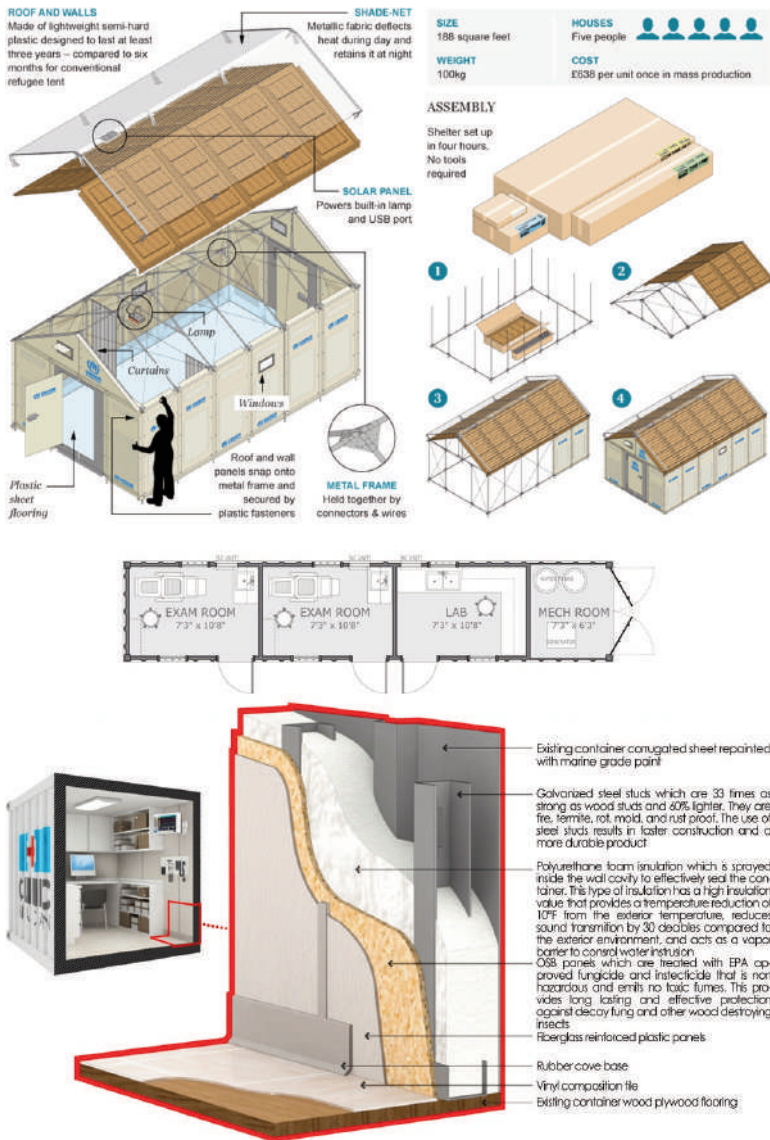 ROOF AND WALLS
Made of lightweight semi-hard
plastic designed to last at least
three years – compared to six
months for conventional
refugee tent
SHADE-NET
Metallic fabric deflects
heat during day and
retains it at night
SOLAR PANEL
Powers built-in lamp
and USB port
Lamp
Curtains
Windows
Plastic
sheet
flooring
Roof and wall
panels snap onto
metal frame and
secured by
plastic fasteners
METAL FRAME
Held together by
connectors & wires
SIZE
188 square feet
HOUSES
Five people
WEIGHT
100kg
COST
£638 per unit once in mass production
ASSEMBLY
Shelter set up
in four hours.
No tools
required
1
2
3
4
EXAM ROOM
7'3" x 10'8"
EXAM ROOM
7'3" x 10'8"
LAB
7'3" x 10'8"
MECH ROOM
7'3" x 6'3"
Existing container corrugated sheet repainted
with marine grade paint
Galvanized steel studs which are 33 times as
strong as wood studs and 60% lighter. They are
fire, termite, rot, mold, and rust proof. The use of
steel studs results in faster construction and a
more durable product
Polyurethane foam isnulation which is sprayed
inside the wall cavity to effectively seal the con
tainer. This type of insulation has a high insulation
value that provides a tremperature reduction of
10°F from the exterior temperature, reduces
sound transmition by 30 decibles compared to
the exterior environment, and acts as a vapor
barrier to consrol water intrusion
OSB panels which are treated with EPA ap-
proved fungicide and insecticide that is non
hazardous and emits no toxic fumes. This pro-
vides long lasting and effective protection
against decay fung and other wood destroying
insects
Fiberglass reinforced plastic panels
Rubber cove base
Vinyl composition tile
Existing container wood plywood flooring